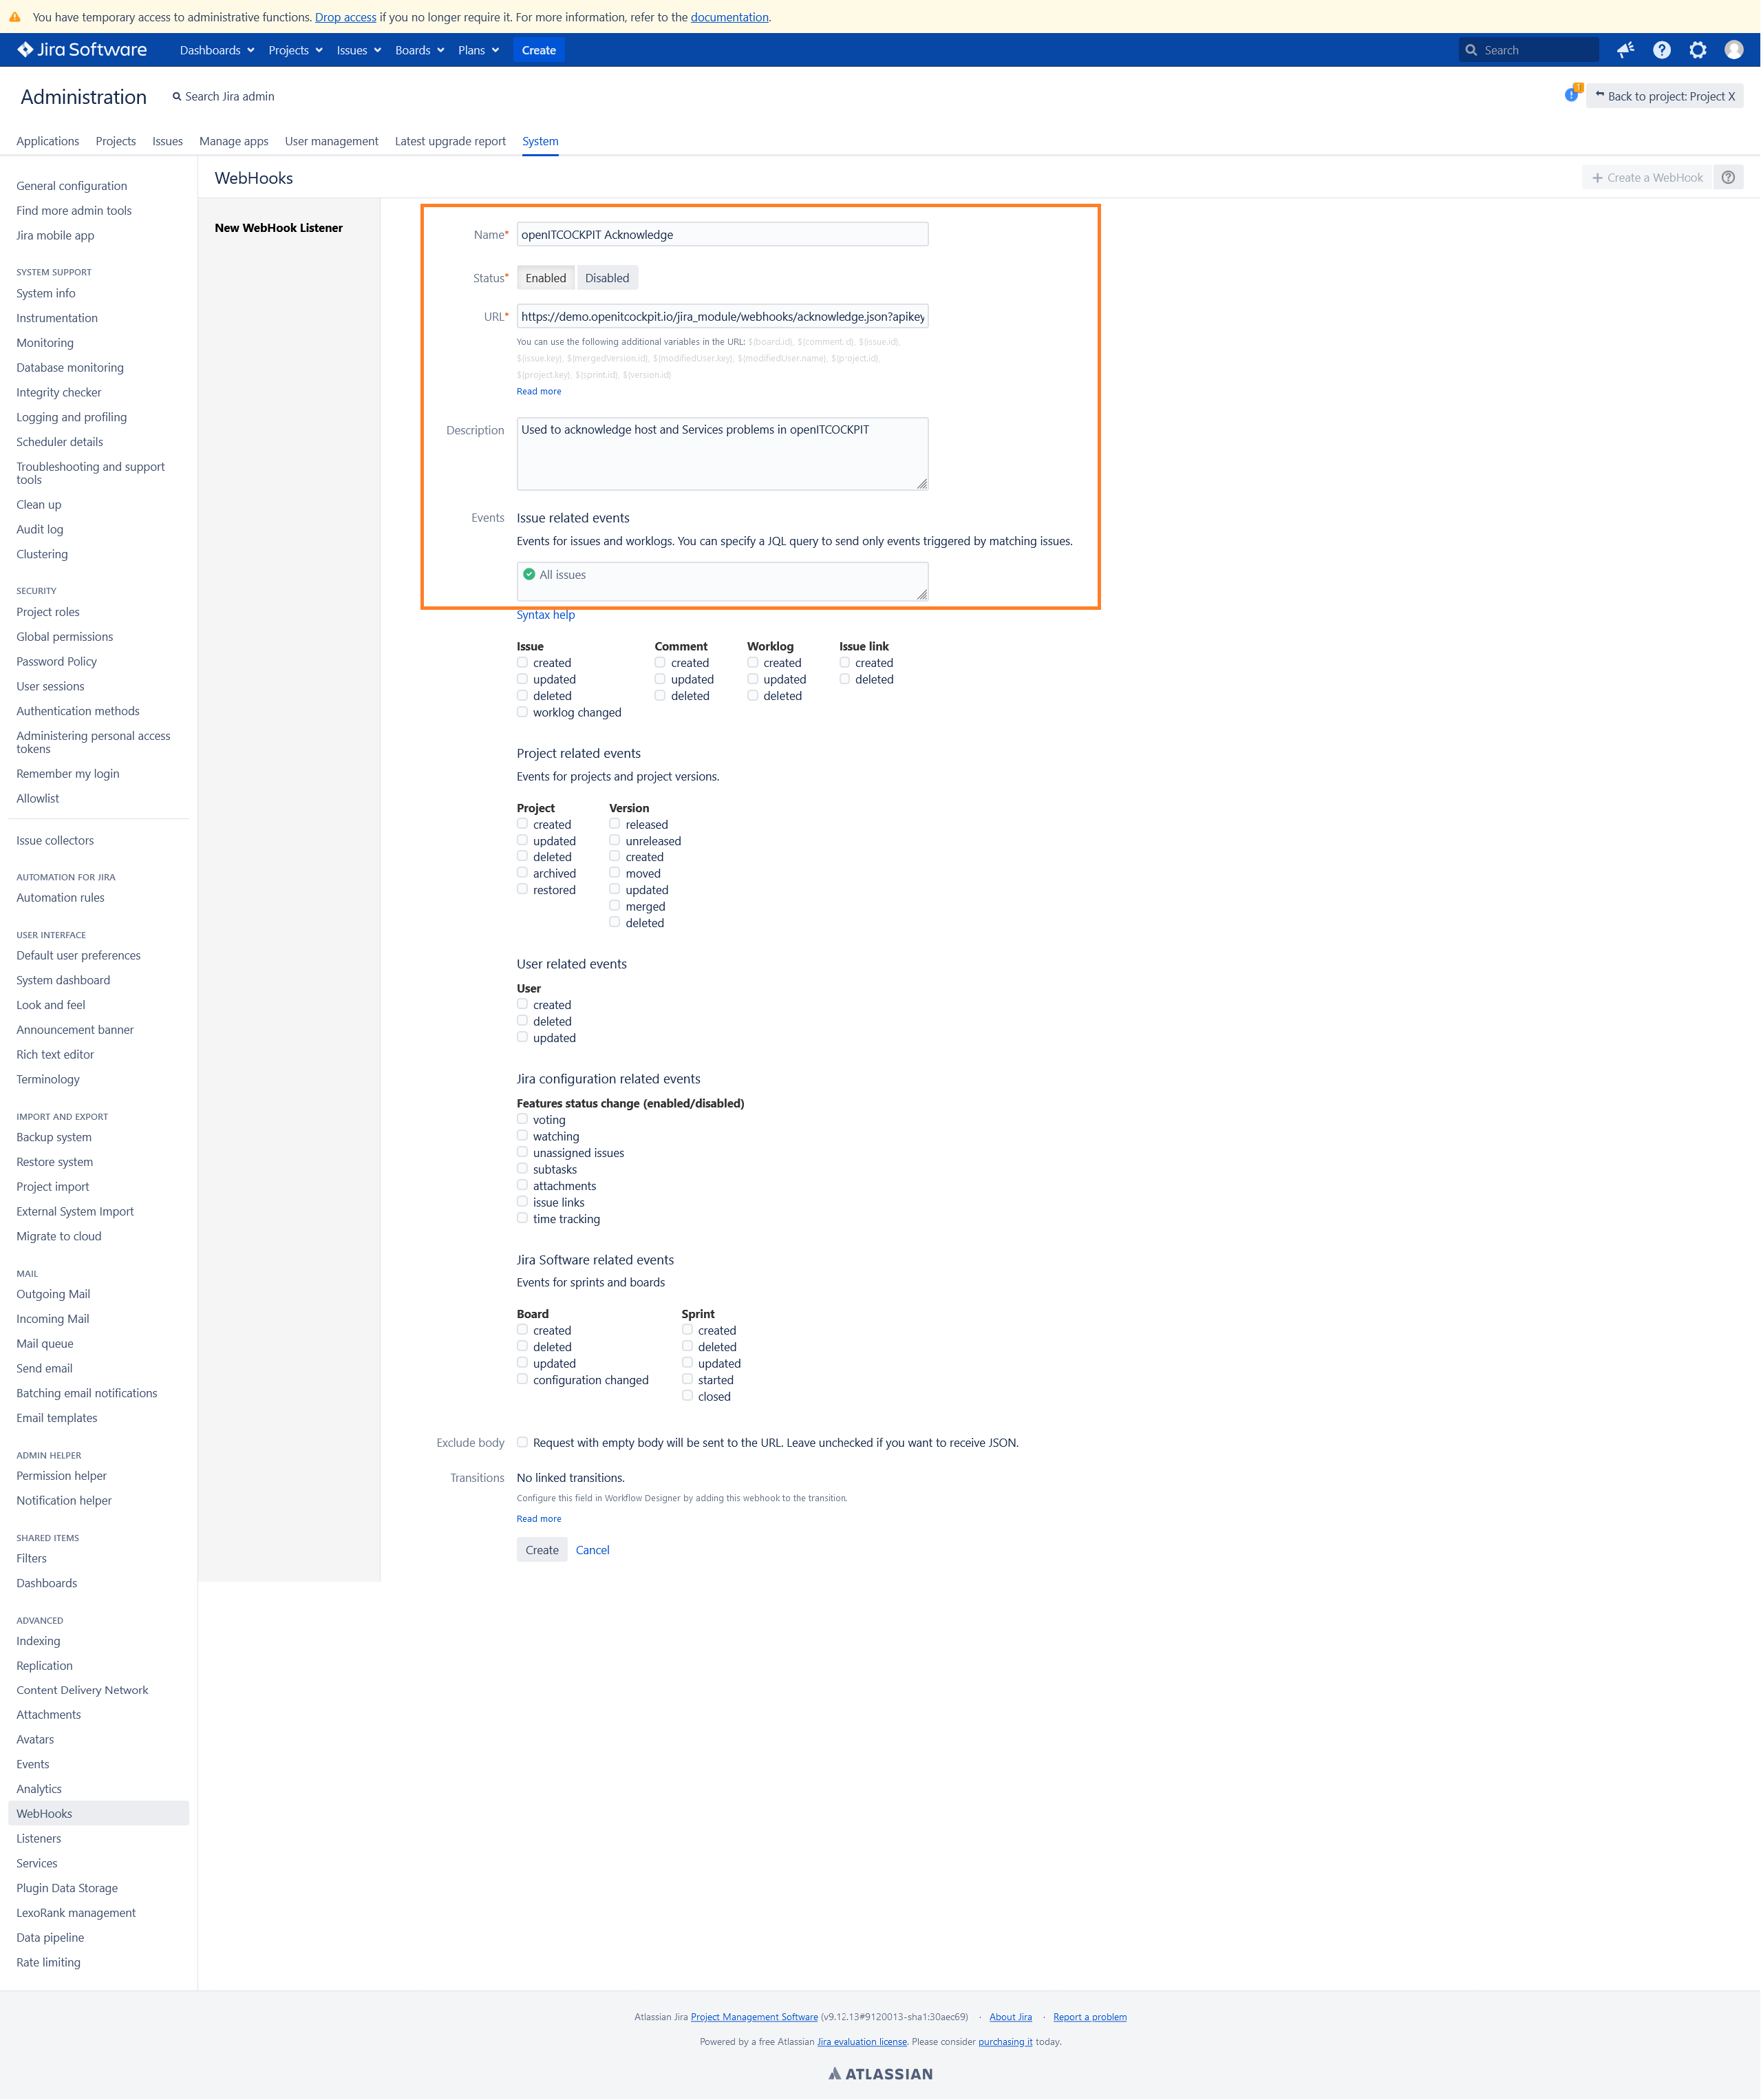 You have temporary access to administrative functions. Drop access if you no longer require it. For more information, refer to the documentation.
Jira Software Dashboards Projects Issues Boards Plans Create Search
Administration Search Jira admin Back to project: Project X
Applications Projects Issues Manage apps User management Latest upgrade report System
General configuration
Find more admin tools
Jira mobile app
SYSTEM SUPPORT
System info
Instrumentation
Monitoring
Database monitoring
Integrity checker
Logging and profiling
Scheduler details
Troubleshooting and support
tools
Clean up
Audit log
Clustering
SECURITY
Project roles
Global permissions
Password Policy
User sessions
Authentication methods
Administering personal access
tokens
Remember my login
Allowlist
Issue collectors
AUTOMATION FOR JIRA
Automation rules
USER INTERFACE
Default user preferences
System dashboard
Look and feel
Announcement banner
Rich text editor
Terminology
IMPORT AND EXPORT
Backup system
Restore system
Project import
External System Import
Migrate to cloud
MAIL
Outgoing Mail
Incoming Mail
Mail queue
Send email
Batching email notifications
Email templates
ADMIN HELPER
Permission helper
Notification helper
SHARED ITEMS
Filters
Dashboards
ADVANCED
Indexing
Replication
Content Delivery Network
Attachments
Avatars
Events
Analytics
WebHooks
Listeners
Services
Plugin Data Storage
LexoRank management
Data pipeline
Rate limiting
WebHooks + Create a WebHook
New WebHook Listener
Name* openITCOCKPIT Acknowledge
Status* Enabled Disabled
URL* https://demo.openitcockpit.io/jira_module/webhooks/acknowledge.json?apikey
You can use the following additional variables in the URL: ${board.id}, ${comment.id}, ${issue.id},
${issue.key}, ${mergedVersion.id}, ${modifiedUser.key}, ${modifiedUser.name}, ${project.id},
${project.key}, ${sprint.id}, ${version.id}
Read more
Description Used to acknowledge host and Services problems in openITCOCKPIT
Events Issue related events
Events for issues and worklogs. You can specify a JQL query to send only events triggered by matching issues.
All issues
Syntax help
Issue Comment Worklog Issue link
created created created created
updated updated updated deleted
deleted deleted deleted
worklog changed
Project related events
Events for projects and project versions.
Project Version
created released
updated unreleased
deleted created
archived moved
restored updated
merged
deleted
User related events
User
created
deleted
updated
Jira configuration related events
Features status change (enabled/disabled)
voting
watching
unassigned issues
subtasks
attachments
issue links
time tracking
Jira Software related events
Events for sprints and boards
Board Sprint
created created
deleted deleted
updated updated
configuration changed started
closed
Exclude body Request with empty body will be sent to the URL. Leave unchecked if you want to receive JSON.
Transitions No linked transitions.
Configure this field in Workflow Designer by adding this webhook to the transition.
Read more
Create Cancel
Atlassian Jira Project Management Software (v9.12.13#9120013-sha1:30aec69) · About Jira · Report a problem
Powered by a free Atlassian Jira evaluation license. Please consider purchasing it today.
ATLASSIAN